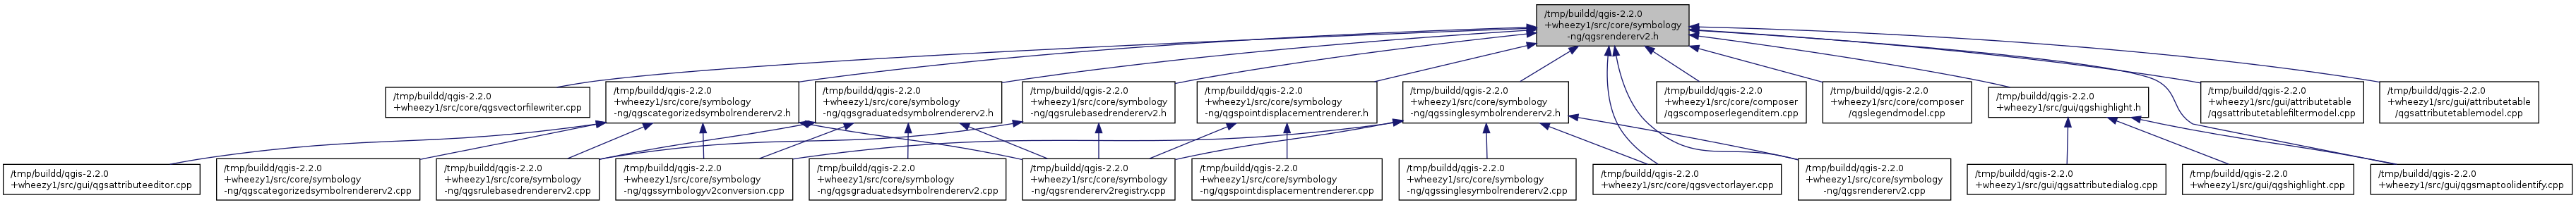 /tmp/buildd/qgis-2.2.0
+wheezy1/src/core/symbology
-ng/qgsrendererv2.h
/tmp/buildd/qgis-2.2.0
+wheezy1/src/core/qgsvectorfilewriter.cpp
/tmp/buildd/qgis-2.2.0
+wheezy1/src/core/symbology
-ng/qgscategorizedsymbolrendererv2.h
/tmp/buildd/qgis-2.2.0
+wheezy1/src/core/symbology
-ng/qgsgraduatedsymbolrendererv2.h
/tmp/buildd/qgis-2.2.0
+wheezy1/src/core/symbology
-ng/qgsrulebasedrendererv2.h
/tmp/buildd/qgis-2.2.0
+wheezy1/src/core/symbology
-ng/qgspointdisplacementrenderer.h
/tmp/buildd/qgis-2.2.0
+wheezy1/src/core/symbology
-ng/qgssinglesymbolrendererv2.h
/tmp/buildd/qgis-2.2.0
+wheezy1/src/core/composer
/qgscomposerlegenditem.cpp
/tmp/buildd/qgis-2.2.0
+wheezy1/src/core/composer
/qgslegendmodel.cpp
/tmp/buildd/qgis-2.2.0
+wheezy1/src/gui/qgshighlight.h
/tmp/buildd/qgis-2.2.0
+wheezy1/src/gui/attributetable
/qgsattributetablefiltermodel.cpp
/tmp/buildd/qgis-2.2.0
+wheezy1/src/gui/attributetable
/qgsattributetablemodel.cpp
/tmp/buildd/qgis-2.2.0
+wheezy1/src/gui/qgsattributeeditor.cpp
/tmp/buildd/qgis-2.2.0
+wheezy1/src/core/symbology
-ng/qgscategorizedsymbolrendererv2.cpp
/tmp/buildd/qgis-2.2.0
+wheezy1/src/core/symbology
-ng/qgsrulebasedrendererv2.cpp
/tmp/buildd/qgis-2.2.0
+wheezy1/src/core/symbology
-ng/qgssymbologyv2conversion.cpp
/tmp/buildd/qgis-2.2.0
+wheezy1/src/core/symbology
-ng/qgsgraduatedsymbolrendererv2.cpp
/tmp/buildd/qgis-2.2.0
+wheezy1/src/core/symbology
-ng/qgsrendererv2registry.cpp
/tmp/buildd/qgis-2.2.0
+wheezy1/src/core/symbology
-ng/qgspointdisplacementrenderer.cpp
/tmp/buildd/qgis-2.2.0
+wheezy1/src/core/symbology
-ng/qgssinglesymbolrendererv2.cpp
/tmp/buildd/qgis-2.2.0
+wheezy1/src/core/qgsvectorlayer.cpp
/tmp/buildd/qgis-2.2.0
+wheezy1/src/core/symbology
-ng/qgsrendererv2.cpp
/tmp/buildd/qgis-2.2.0
+wheezy1/src/gui/qgsattributedialog.cpp
/tmp/buildd/qgis-2.2.0
+wheezy1/src/gui/qgshighlight.cpp
/tmp/buildd/qgis-2.2.0
+wheezy1/src/gui/qgsmaptoolidentify.cpp